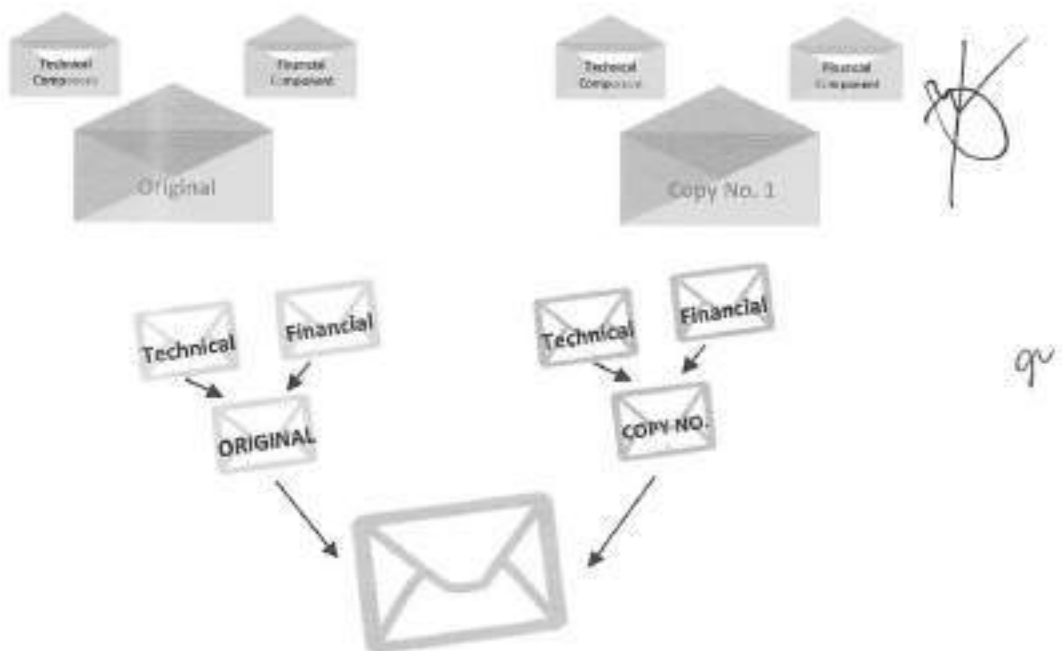 Technical
Component
Financial
Component
Technical
Component
Financial
Component
Original
Copy No. 1
Technical
Financial
ORIGINAL
Technical
Financial
COPY NO.